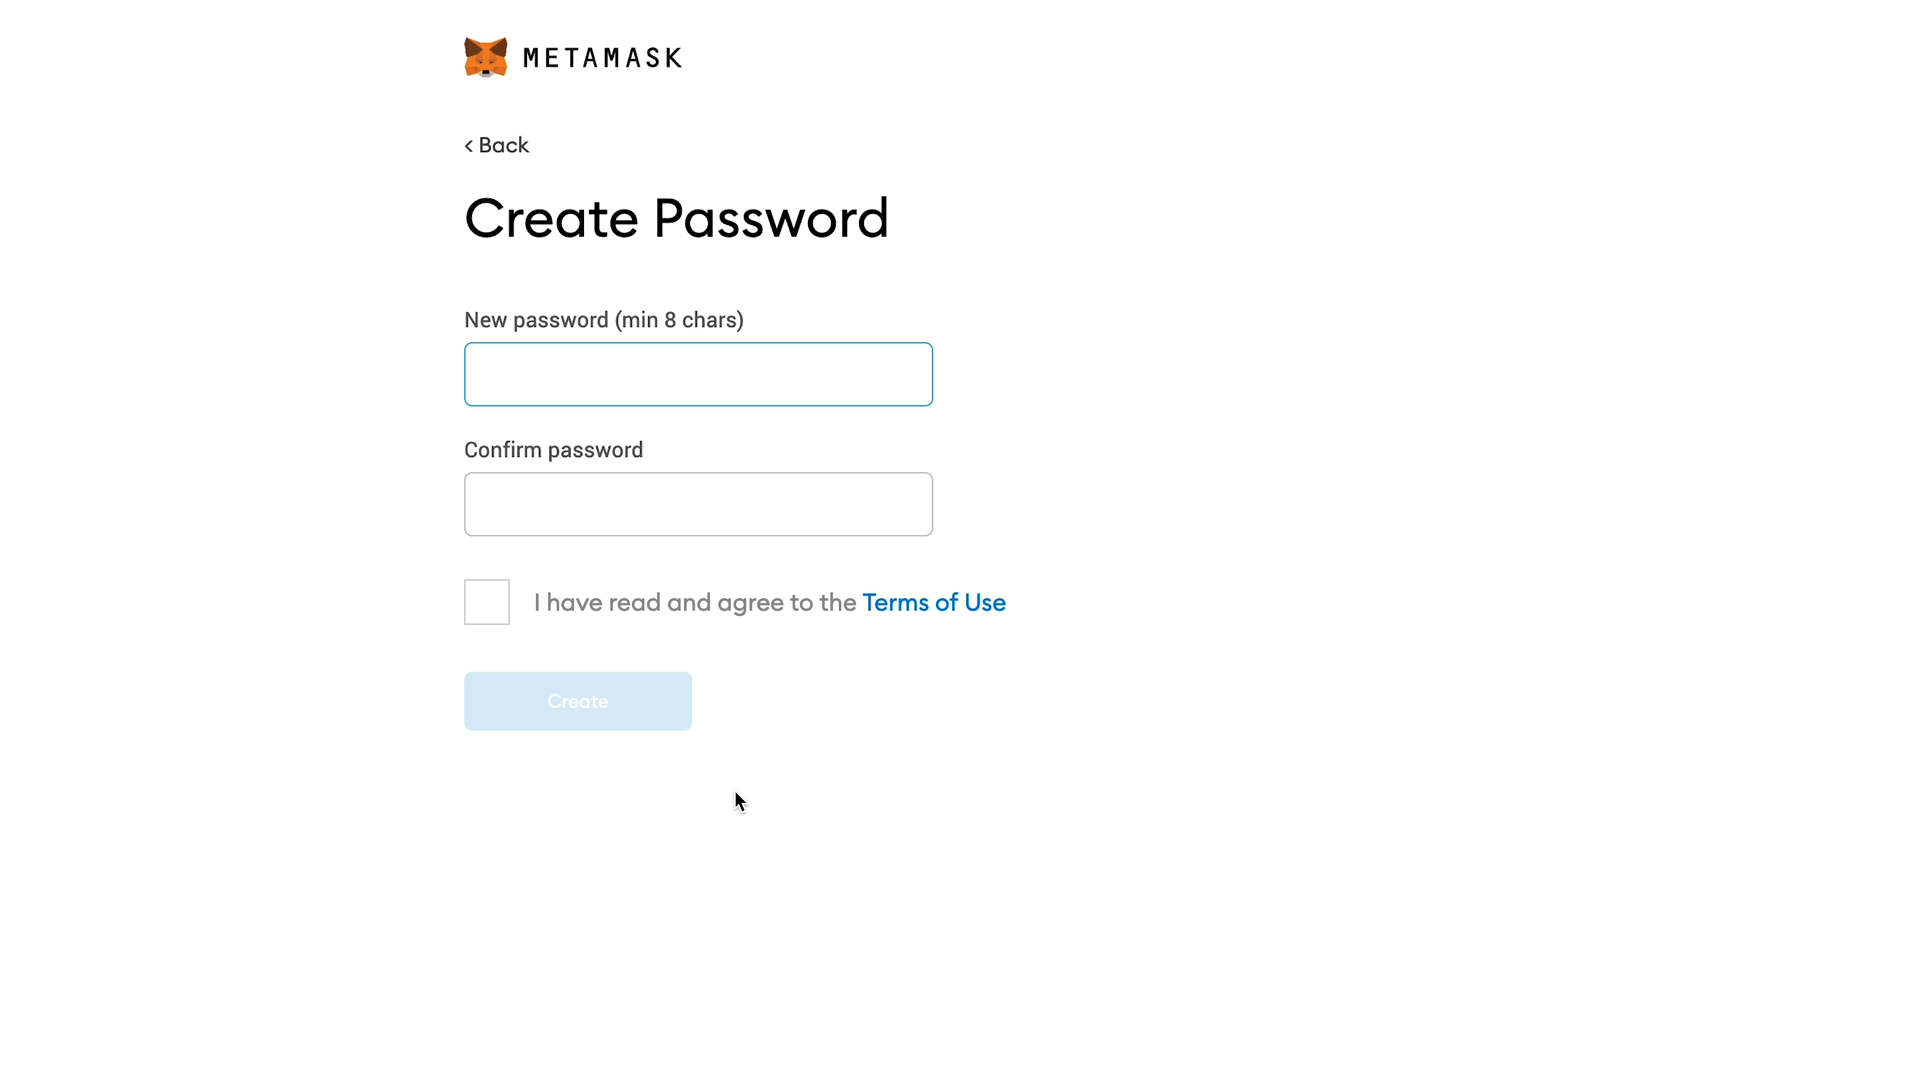 METAMASK
< Back
Create Password
New password (min 8 chars)
Confirm password
I have read and agree to the Terms of Use
Create